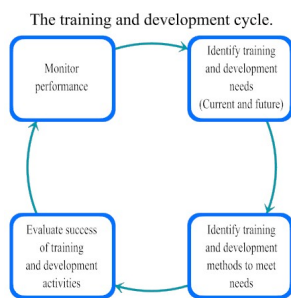 The training and development cycle.
Monitor
performance
Identify training
and development
needs
(Current and future)
Identify training
and development
methods to meet
needs
Evaluate success
of training
and development
activities